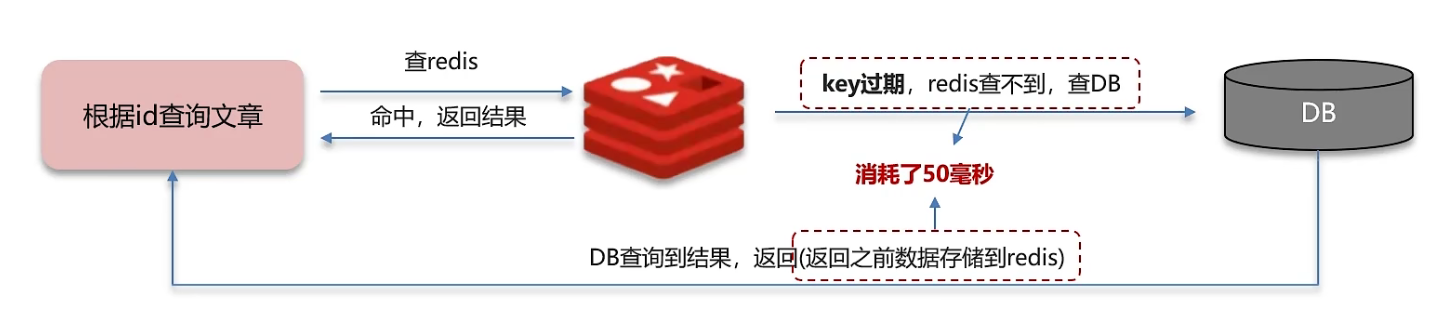 查redis
根据id查询文章
命中，返回结果
key过期，redis查不到，查DB
DB
消耗了50毫秒
DB查询到结果，返回(返回之前数据存储到redis)